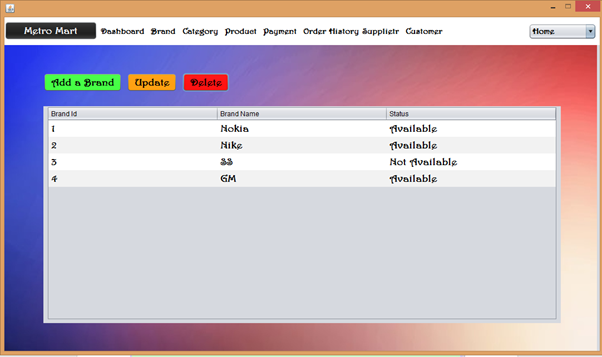 Metro Mart Dashboard Brand Category Product Payment Order History Supplietr Customer Home
Add a Brand Update Delete
Brand Id Brand Name Status
1 Nokia Available
2 Nike Available
3 SS Not Available
4 GM Available